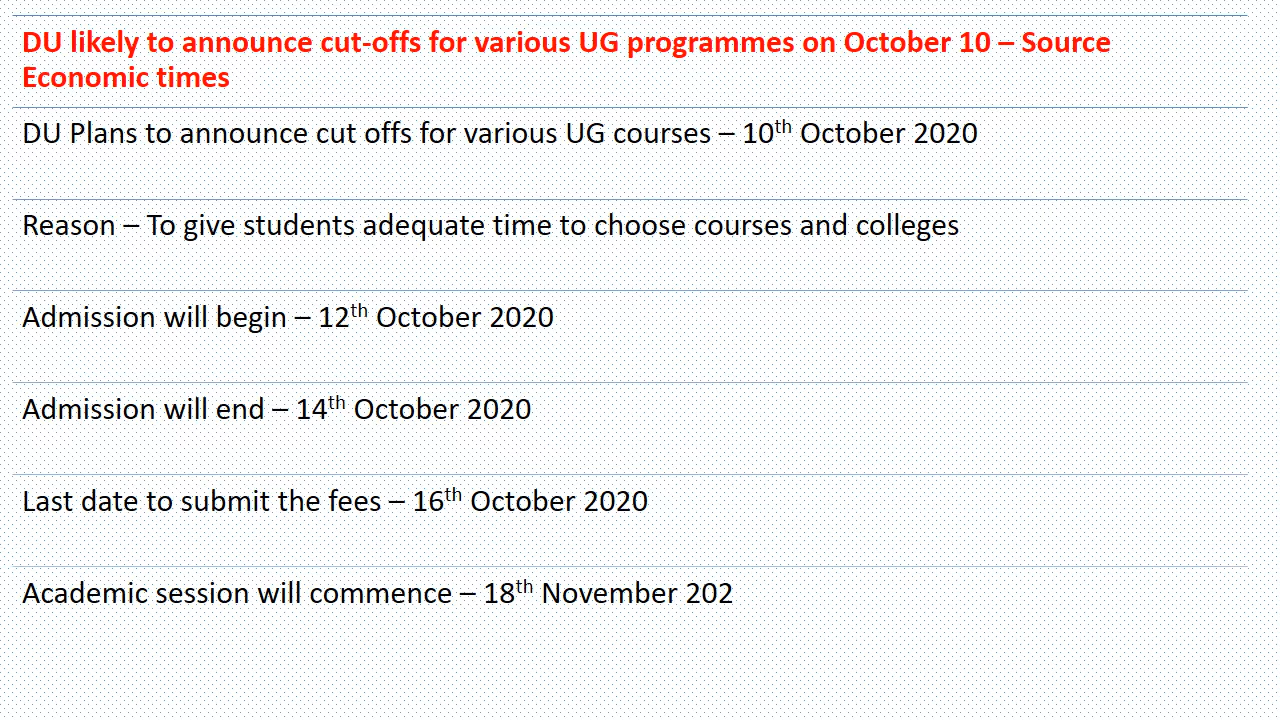 DU likely to announce cut-offs for various UG programmes on October 10 – Source
Economic times
DU Plans to announce cut offs for various UG courses – 10th October 2020
Reason – To give students adequate time to choose courses and colleges
Admission will begin – 12th October 2020
Admission will end – 14th October 2020
Last date to submit the fees – 16th October 2020
Academic session will commence – 18th November 202